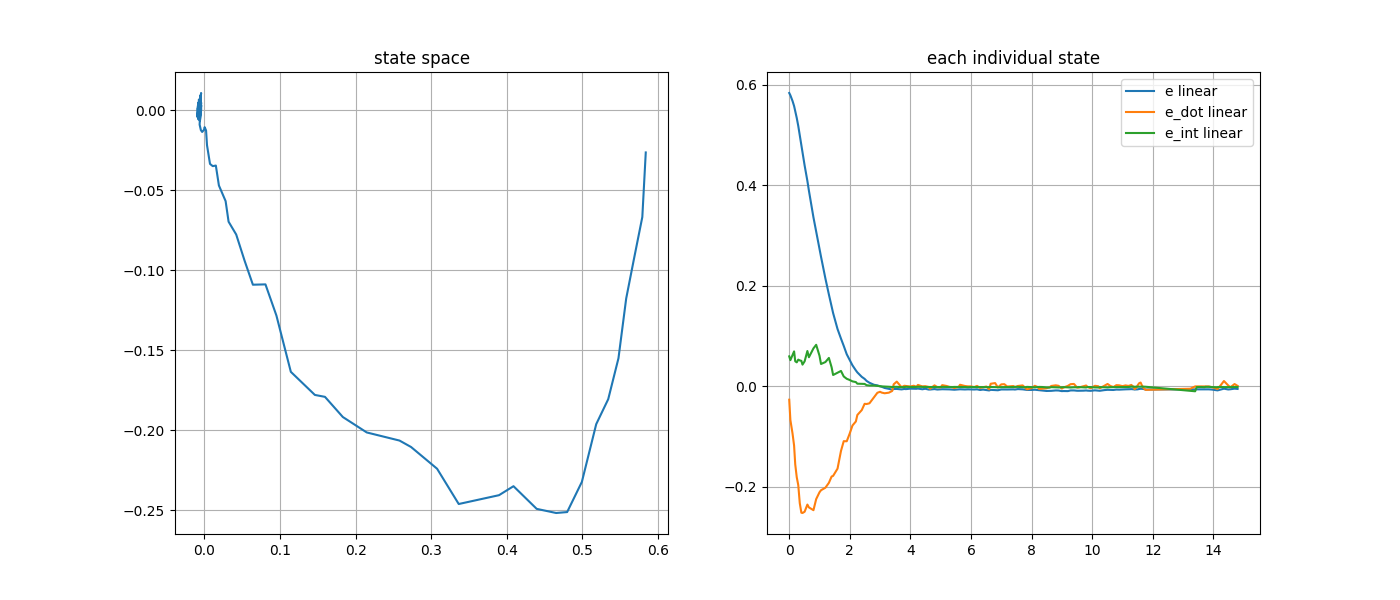 state space
0.00
−0.05
−0.10
−0.15
−0.20
−0.25
0.0 0.1 0.2 0.3 0.4 0.5 0.6
each individual state
0.6
0.4
0.2
0.0
−0.2
0 2 4 6 8 10 12 14
e linear
e_dot linear
e_int linear